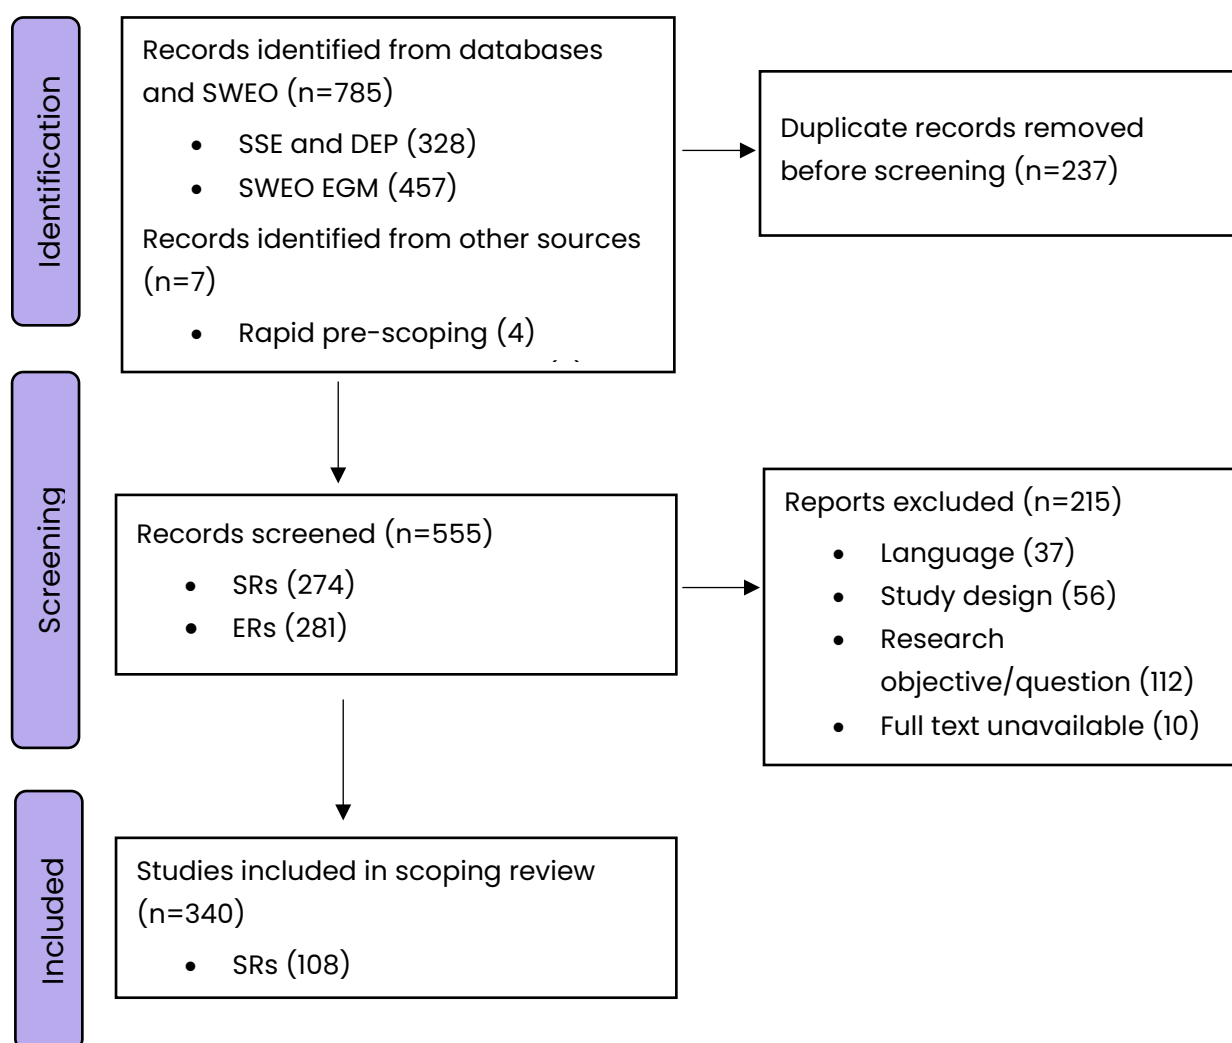 Identification
Records identified from databases
and SWEO (n=785)
• SSE and DEP (328)
• SWEO EGM (457)
Records identified from other sources
(n=7)
• Rapid pre-scoping (4)
Duplicate records removed
before screening (n=237)
Screening
Records screened (n=555)
• SRs (274)
• ERs (281)
Reports excluded (n=215)
• Language (37)
• Study design (56)
• Research
objective/question (112)
• Full text unavailable (10)
Included
Studies included in scoping review
(n=340)
• SRs (108)